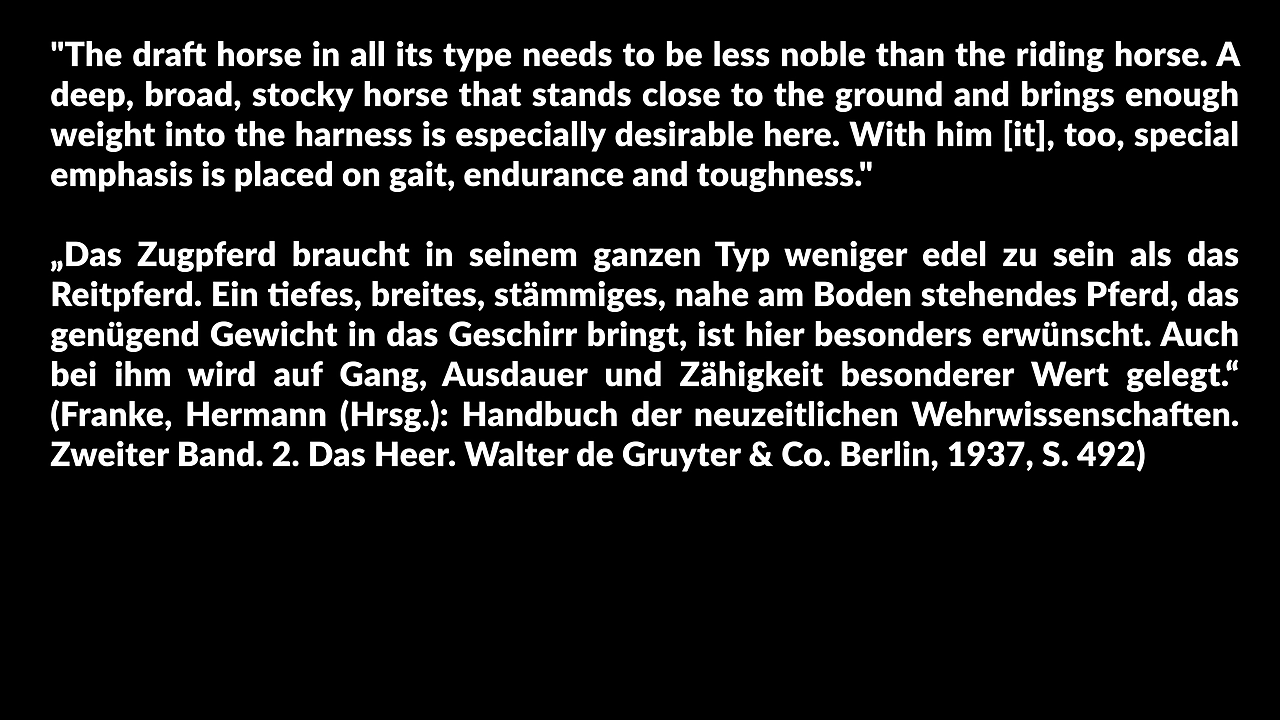 "The draft horse in all its type needs to be less noble than the riding horse. A
deep, broad, stocky horse that stands close to the ground and brings enough
weight into the harness is especially desirable here. With him [it], too, special
emphasis is placed on gait, endurance and toughness."
„Das Zugpferd braucht in seinem ganzen Typ weniger edel zu sein als das
Reitpferd. Ein tiefes, breites, stämmiges, nahe am Boden stehendes Pferd, das
genügend Gewicht in das Geschirr bringt, ist hier besonders erwünscht. Auch
bei ihm wird auf Gang, Ausdauer und Zähigkeit besonderer Wert gelegt.“
(Franke, Hermann (Hrsg.): Handbuch der neuzeitlichen Wehrwissenschaften.
Zweiter Band. 2. Das Heer. Walter de Gruyter & Co. Berlin, 1937, S. 492)